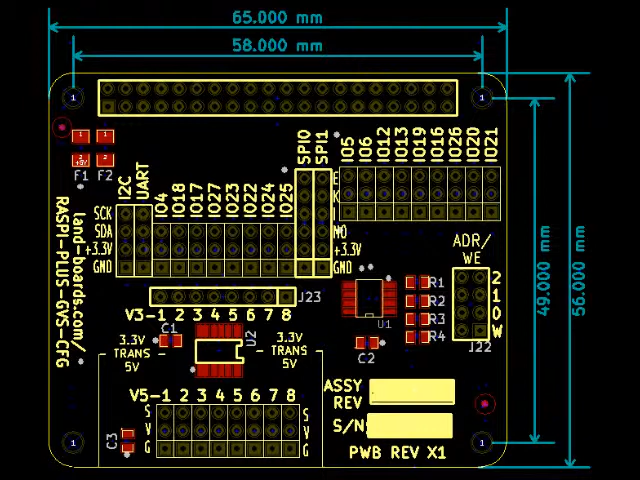 65.000 mm
58.000 mm
SPI0
SPI1
IO5
IO6
IO12
IO13
IO19
IO16
IO26
IO20
IO21
F1 F2
I2C
UART
IO4
IO18
IO17
IO27
IO23
IO22
IO24
IO25
SCK
SDA
+3.3V
GND
+3.3V
GND
RASPI-PLUS-GVS-CFG
land-boards.com/
ADR/
WE
2
1
0
W
J22
J23
V3-1 2 3 4 5 6 7 8
C1
U2
U1
R1
R2
R3
R4
C2
3.3V
TRANS
5V
3.3V
TRANS
5V
V5-1 2 3 4 5 6 7 8
S
V
G
S
V
G
C3
ASSY
REV
S/N
PWB REV X1
49.000 mm
56.000 mm